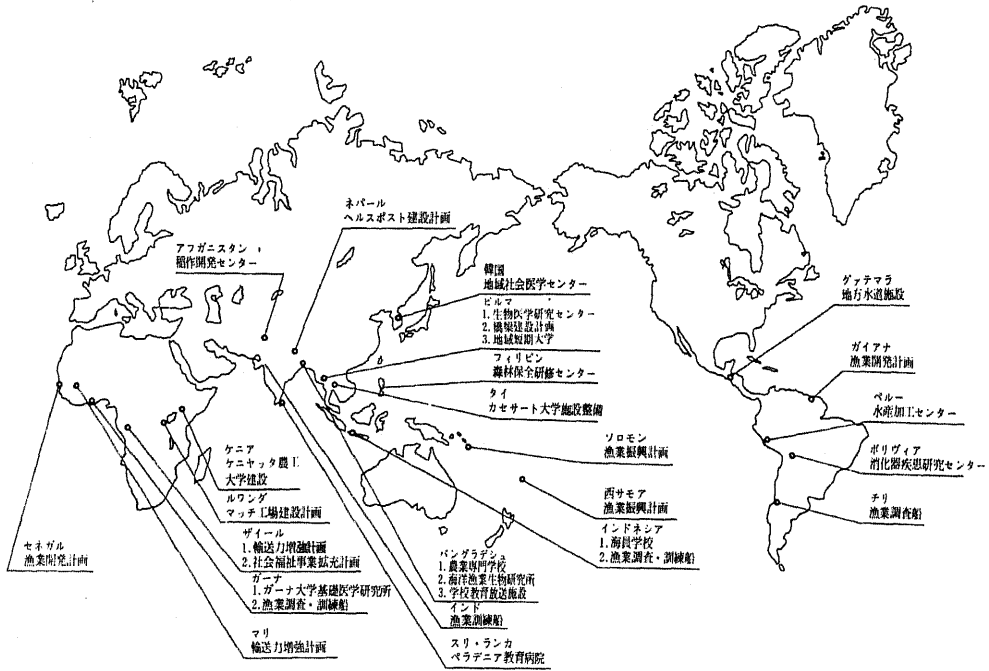 ネパール
ヘルスポスト建設計画
アフガニスタン
稲作開発センター
韓国
地域社会医学センター
ビルマ
1.生物医学研究センター
2.橋梁建設計画
3.地域短期大学
フィリピン
森林保全研修センター
タイ
カセサート大学施設整備
グァテマラ
地方水道施設
ガイアナ
漁業開発計画
ペルー
水産加工センター
ボリヴィア
消化器疾患研究センター
チリ
漁業調査船
ソロモン
漁業振興計画
西サモア
漁業振興計画
インドネシア
1.海員学校
2.漁業調査・訓練船
ケニア
ケニヤッタ農工
大学建設
ルワンダ
マッチ工場建設計画
ザイール
1.輸送力増強計画
2.社会福祉事業拡充計画
セネガル
漁業開発計画
ガーナ
1.ガーナ大学基礎医学研究所
2.漁業調査・訓練船
マリ
輸送力増強計画
バングラデシュ
1.農業専門学校
2.海洋漁業生物研究所
3.学校教育放送施設
インド
漁業訓練船
スリ・ランカ
ペラデニア教育病院